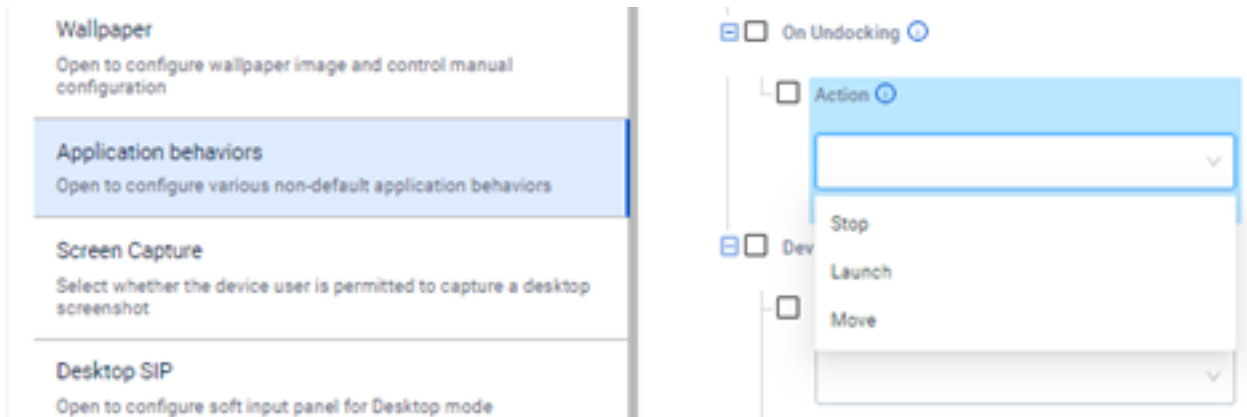 Wallpaper
Open to configure wallpaper image and control manual
configuration
Application behaviors
Open to configure various non-default application behaviors
Screen Capture
Select whether the device user is permitted to capture a desktop
screenshot
Desktop SIP
Open to configure soft input panel for Desktop mode
On Undocking
Action
Stop
Dev
Launch
Move